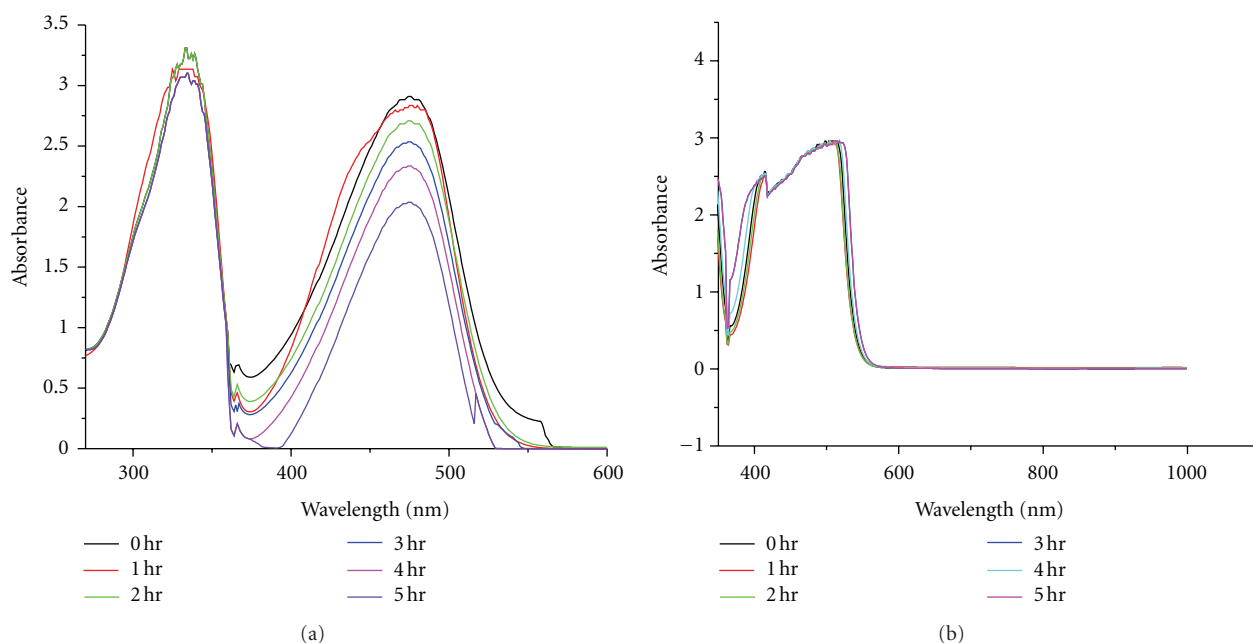 3.5
3
2.5
2
1.5
1
0.5
0
Absorbance
300
400
500
600
Wavelength (nm)
0 hr
1 hr
2 hr
3 hr
4 hr
5 hr
(a)
4
3
2
1
0
−1
Absorbance
400
600
800
1000
Wavelength (nm)
0 hr
1 hr
2 hr
3 hr
4 hr
5 hr
(b)